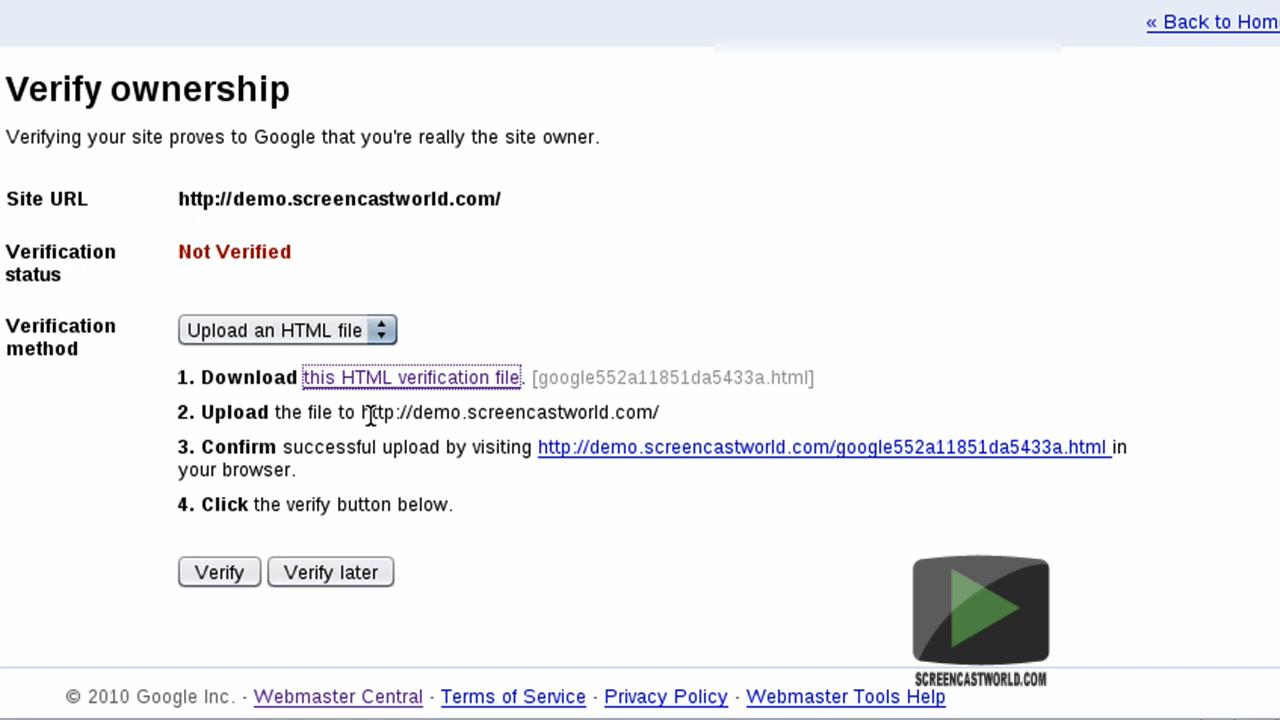 « Back to Hom
Verify ownership
Verifying your site proves to Google that you're really the site owner.
Site URL http://demo.screencastworld.com/
Verification status Not Verified
Verification method Upload an HTML file
1. Download this HTML verification file. [google552a11851da5433a.html]
2. Upload the file to http://demo.screencastworld.com/
3. Confirm successful upload by visiting http://demo.screencastworld.com/google552a11851da5433a.html in
your browser.
4. Click the verify button below.
Verify Verify later
SCREENCASTWORLD.COM
© 2010 Google Inc. - Webmaster Central - Terms of Service - Privacy Policy - Webmaster Tools Help